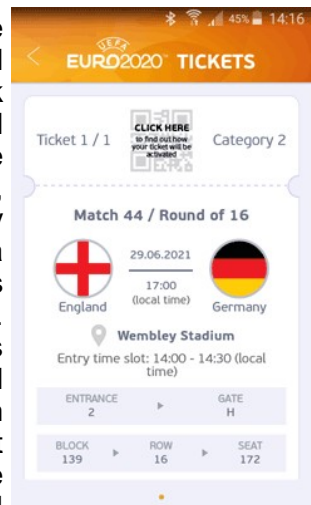 45% 14:16
UEFA
EURO2020™ TICKETS
Ticket 1 / 1
CLICK HERE
to find out how
your ticket will be
activated
Category 2
Match 44 / Round of 16
29.06.2021
17:00
(local time)
England
Germany
Wembley Stadium
Entry time slot: 14:00 - 14:30 (local
time)
ENTRANCE
2
GATE
H
BLOCK
139
ROW
16
SEAT
172